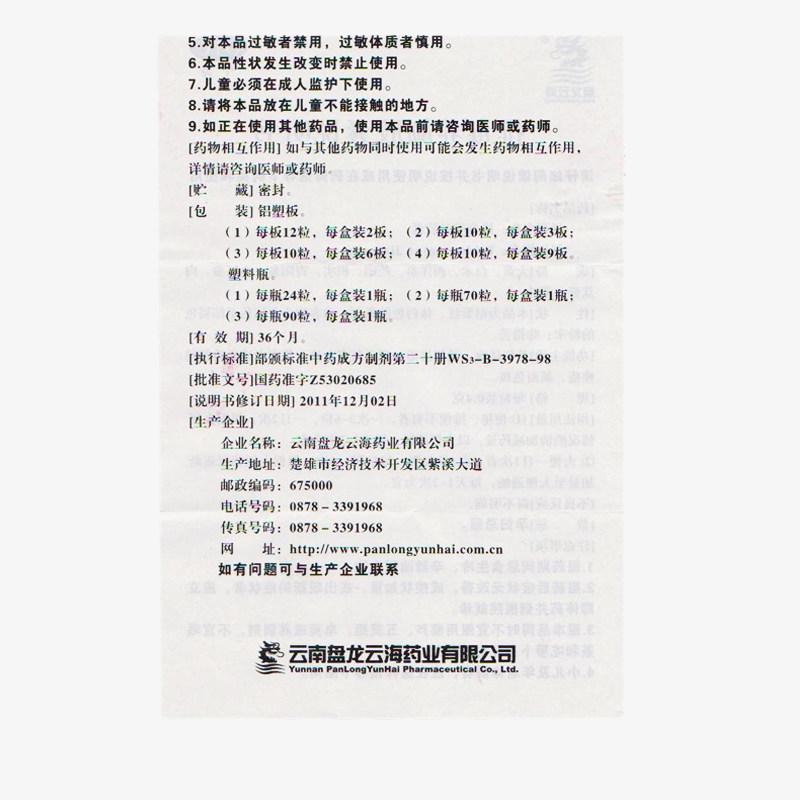 5.对本品过敏者禁用，过敏体质者慎用。
6.本品性状发生改变时禁止使用。
7.儿童必须在成人监护下使用。
8.请将本品放在儿童不能接触的地方。
9.如正在使用其他药品，使用本品前请咨询医师或药师。
[药物相互作用] 如与其他药物同时使用可能会发生药物相互作用，
详情请咨询医师或药师。
[贮 藏] 密封。
[包 装] 铝塑板。
（1）每板12粒，每盒装2板；（2）每板10粒，每盒装3板；
（3）每板10粒，每盒装6板；（4）每板10粒，每盒装9板。
塑料瓶。
（1）每瓶24粒，每盒装1瓶；（2）每瓶70粒，每盒装1瓶；
（3）每瓶90粒，每盒装1瓶。
[有 效 期] 36个月。
[执行标准] 部颁标准中药成方制剂第二十册WS3-B-3978-98
[批准文号] 国药准字Z53020685
[说明书修订日期] 2011年12月02日
[生产企业]
企业名称：云南盘龙云海药业有限公司
生产地址：楚雄市经济技术开发区紫溪大道
邮政编码：675000
电话号码：0878－3391968
传真号码：0878－3391968
网 址：http://www.panlongyunhai.com.cn
如有问题可与生产企业联系
云南盘龙云海药业有限公司
Yunnan PanLongYunHai Pharmaceutical Co., Ltd.